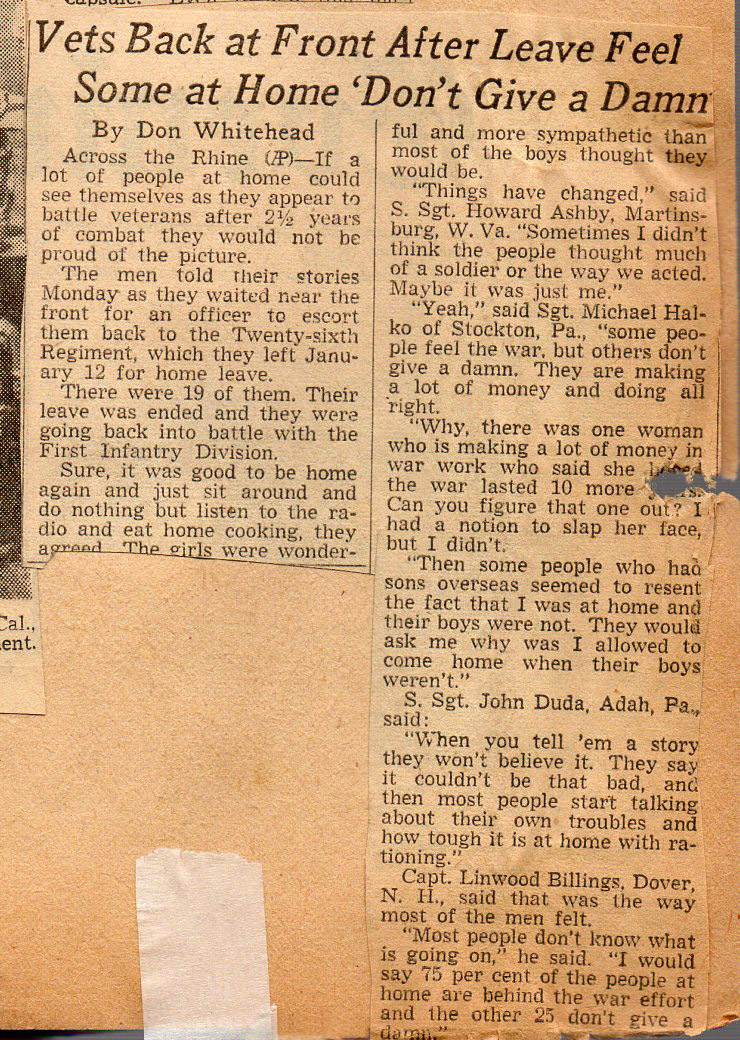 Vets Back at Front After Leave Feel
Some at Home ‘Don’t Give a Damn’
By Don Whitehead
Across the Rhine (AP)—If a
lot of people at home could
see themselves as they appear to
battle veterans after 2½ years
of combat they would not be
proud of the picture.
The men told their stories
Monday as they waited near the
front for an officer to escort
them back to the Twenty-sixth
Regiment, which they left Janu-
ary 12 for home leave.
There were 19 of them. Their
leave was ended and they were
going back into battle with the
First Infantry Division.
Sure, it was good to be home
again and just sit around and
do nothing but listen to the ra-
dio and eat home cooking, they
agreed. The girls were wonder-
ful and more sympathetic than
most of the boys thought they
would be.
“Things have changed,” said
S. Sgt. Howard Ashby, Martins-
burg, W. Va. “Sometimes I didn’t
think the people thought much
of a soldier or the way we acted.
Maybe it was just me.”
“Yeah,” said Sgt. Michael Hal-
ko of Stockton, Pa., “some peo-
ple feel the war, but others don’t
give a damn. They are making
a lot of money and doing all
right.
“Why, there was one woman
who is making a lot of money in
war work who said she
the war lasted 10 more
Can you figure that one out? I
had a notion to slap her face,
but I didn’t.
“Then some people who had
sons overseas seemed to resent
the fact that I was at home and
their boys were not. They would
ask me why was I allowed to
come home when their boys
weren’t.”
S. Sgt. John Duda, Adah, Pa.,
said:
“When you tell ’em a story
they won’t believe it. They say
it couldn’t be that bad, and
then most people start talking
about their own troubles and
how tough it is at home with ra-
tioning.”
Capt. Linwood Billings, Dover,
N. H., said that was the way
most of the men felt.
“Most people don’t know what
is going on,” he said. “I would
say 75 per cent of the people at
home are behind the war effort
and the other 25 don’t give a
damn.”
Cal.,
ent.